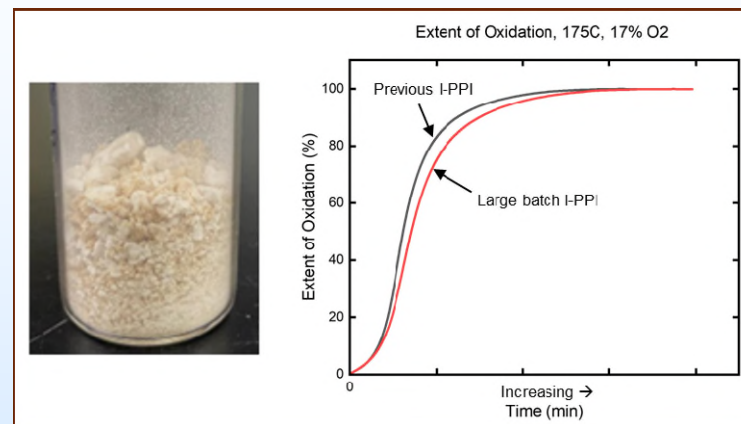 Extent of Oxidation, 175C, 17% O2
100
80
60
40
20
0
Extent of Oxidation (%)
Previous I-PPI
Large batch I-PPI
0
Increasing →
Time (min)